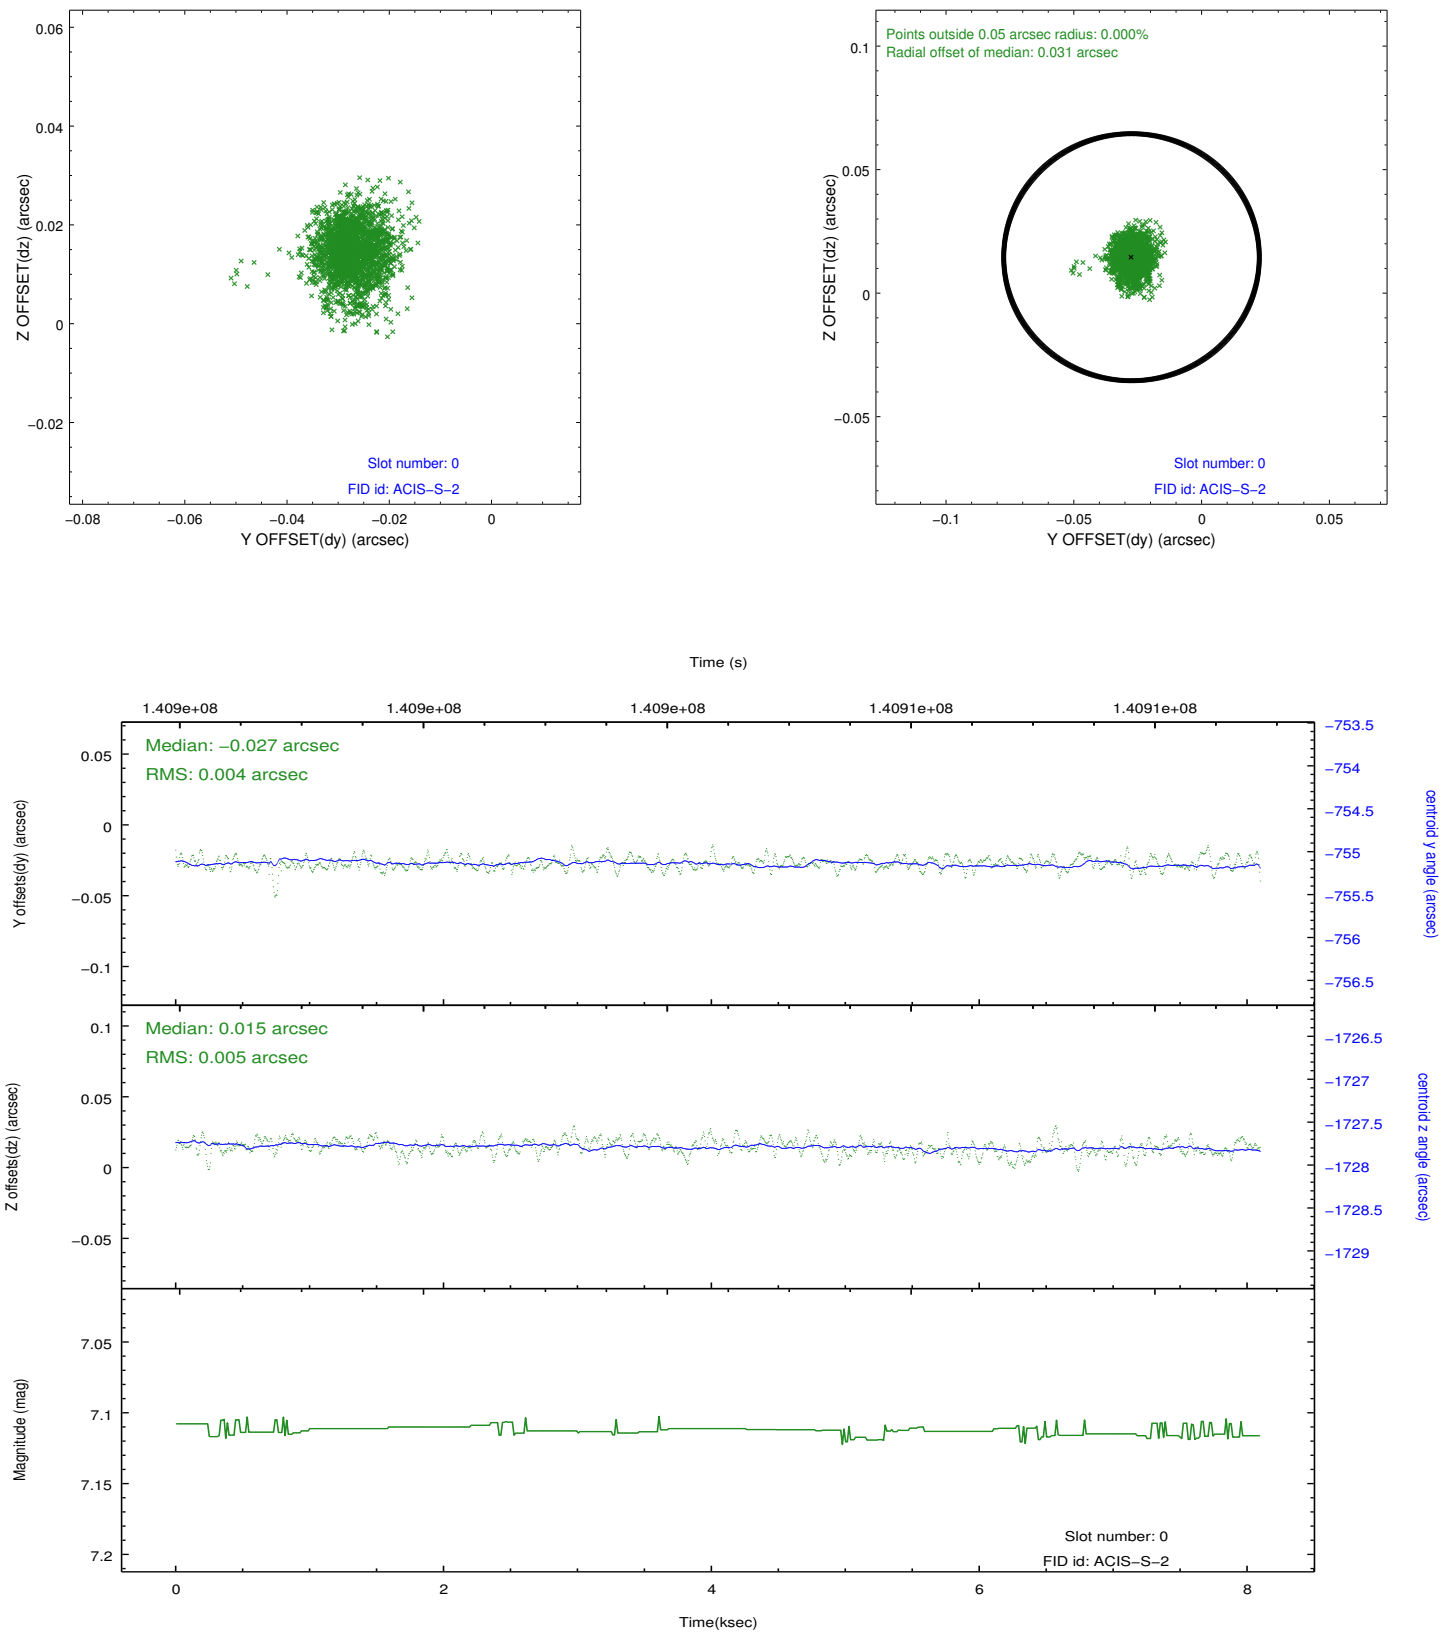 0.06
0.04
0.02
0
−0.02
Z OFFSET(dz) (arcsec)
Slot number: 0
FID id: ACIS−S−2
−0.08
−0.06
−0.04
−0.02
0
Y OFFSET(dy) (arcsec)
Points outside 0.05 arcsec radius: 0.000%
Radial offset of median: 0.031 arcsec
0.1
0.05
0
−0.05
Z OFFSET(dz) (arcsec)
Slot number: 0
FID id: ACIS−S−2
−0.1
−0.05
0
0.05
Y OFFSET(dy) (arcsec)
Time (s)
1.409e+08
1.409e+08
1.409e+08
1.4091e+08
1.4091e+08
Median: −0.027 arcsec
RMS: 0.004 arcsec
0.05
0
−0.05
−0.1
Y offsets(dy) (arcsec)
−753.5
−754
−754.5
−755
−755.5
−756
−756.5
centroid y angle (arcsec)
Median: 0.015 arcsec
RMS: 0.005 arcsec
0.1
0.05
0
−0.05
Z offsets(dz) (arcsec)
−1726.5
−1727
−1727.5
−1728
−1728.5
−1729
centroid z angle (arcsec)
7.05
7.1
7.15
7.2
Magnitude (mag)
Slot number: 0
FID id: ACIS−S−2
0
2
4
6
8
Time(ksec)